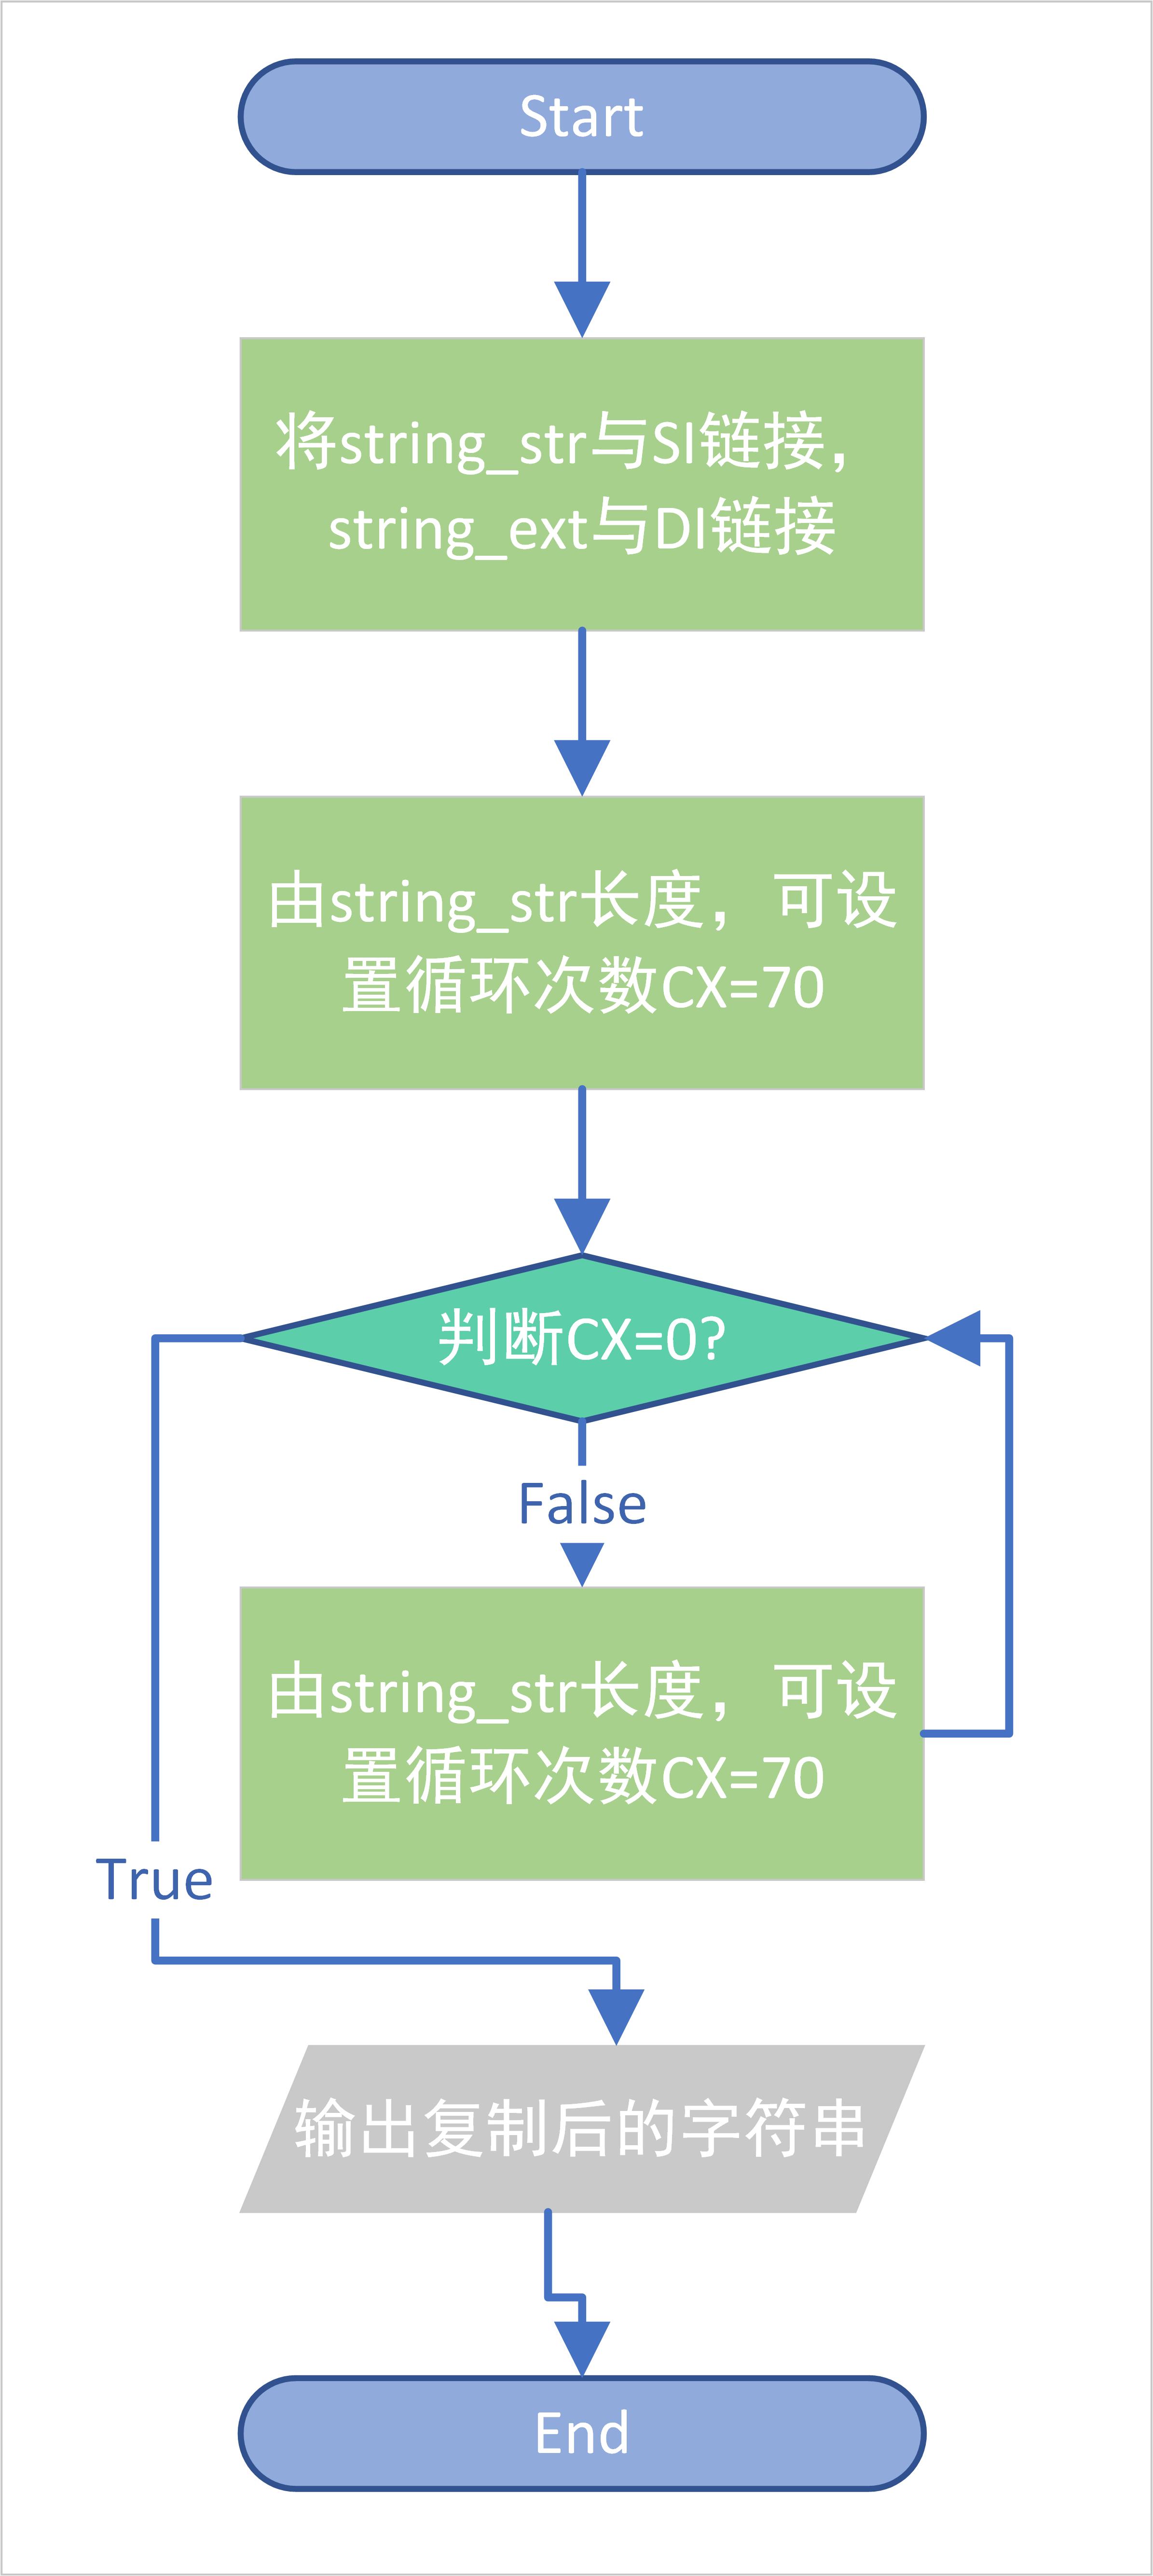 Start
将string_str与SI链接，
string_ext与DI链接
由string_str长度，可设
置循环次数CX=70
判断CX=0?
False
由string_str长度，可设
置循环次数CX=70
True
输出复制后的字符串
End